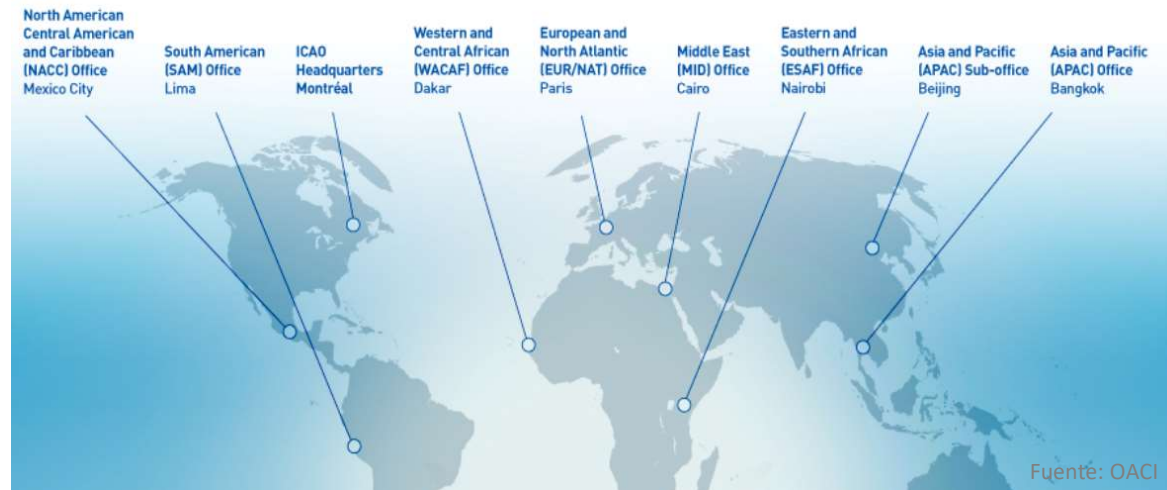 North American
Central American
and Caribbean
(NACC) Office
Mexico City
South American
(SAM) Office
Lima
ICAO
Headquarters
Montréal
Western and
Central African
(WACAF) Office
Dakar
European and
North Atlantic
(EUR/NAT) Office
Paris
Middle East
(MID) Office
Cairo
Eastern and
Southern African
(ESAF) Office
Nairobi
Asia and Pacific
(APAC) Sub-office
Beijing
Asia and Pacific
(APAC) Office
Bangkok
Fuente: OACI